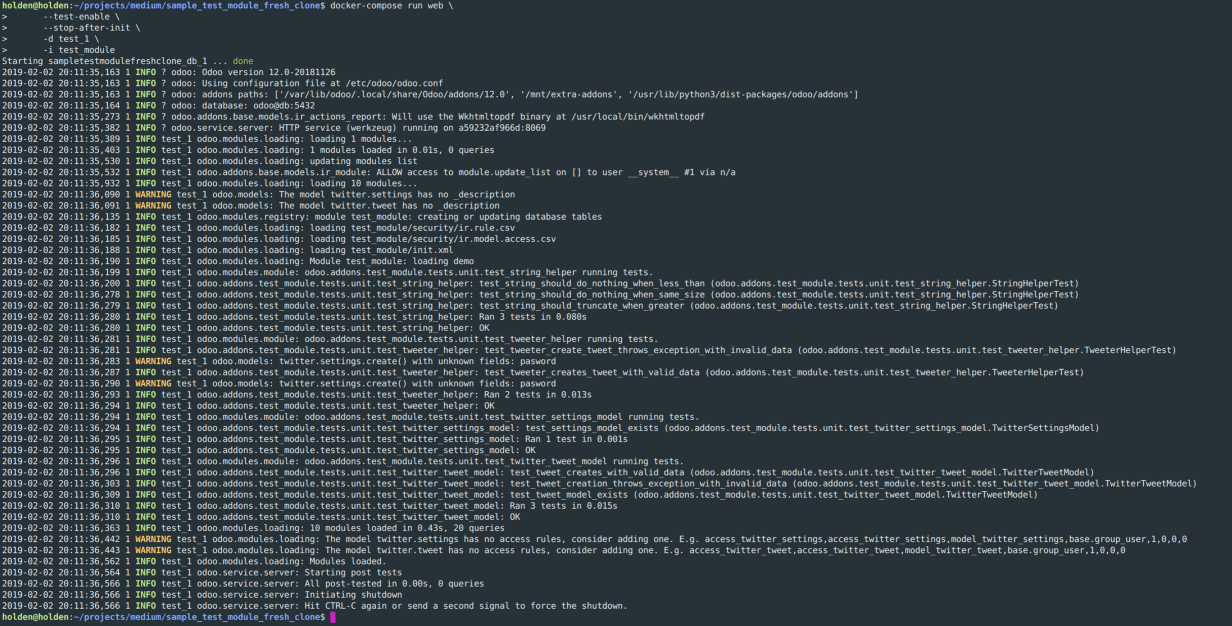 holden@holden:~/projects/medium/sample_test_module_fresh_clone$ docker-compose run web \
>     --test-enable \
>     --stop-after-init \
>     -d test_1 \
>     -i test_module
Starting sampletestmodulefreshclone_db_1 ... done
2019-02-02 20:11:35,163 1 INFO ? odoo: Odoo version 12.0-20181126
2019-02-02 20:11:35,163 1 INFO ? odoo: Using configuration file at /etc/odoo/odoo.conf
2019-02-02 20:11:35,163 1 INFO ? odoo: addons paths: ['/var/lib/odoo/.local/share/Odoo/addons/12.0', '/mnt/extra-addons', '/usr/lib/python3/dist-packages/odoo/addons']
2019-02-02 20:11:35,164 1 INFO ? odoo: database: odoo@db:5432
2019-02-02 20:11:35,273 1 INFO ? odoo.addons.base.models.ir_actions_report: Will use the Wkhtmltopdf binary at /usr/local/bin/wkhtmltopdf
2019-02-02 20:11:35,382 1 INFO ? odoo.service.server: HTTP service (werkzeug) running on a59232af966d:8069
2019-02-02 20:11:35,389 1 INFO test_1 odoo.modules.loading: loading 1 modules...
2019-02-02 20:11:35,403 1 INFO test_1 odoo.modules.loading: 1 modules loaded in 0.01s, 0 queries
2019-02-02 20:11:35,530 1 INFO test_1 odoo.modules.loading: updating modules list
2019-02-02 20:11:35,532 1 INFO test_1 odoo.addons.base.models.ir_module: ALLOW access to module.update_list on [] to user __system__ #1 via n/a
2019-02-02 20:11:35,932 1 INFO test_1 odoo.modules.loading: loading 10 modules...
2019-02-02 20:11:36,090 1 WARNING test_1 odoo.models: The model twitter.settings has no _description
2019-02-02 20:11:36,091 1 WARNING test_1 odoo.models: The model twitter.tweet has no _description
2019-02-02 20:11:36,135 1 INFO test_1 odoo.modules.registry: module test_module: creating or updating database tables
2019-02-02 20:11:36,182 1 INFO test_1 odoo.modules.loading: loading test_module/security/ir.rule.csv
2019-02-02 20:11:36,185 1 INFO test_1 odoo.modules.loading: loading test_module/security/ir.model.access.csv
2019-02-02 20:11:36,188 1 INFO test_1 odoo.modules.loading: loading test_module/init.xml
2019-02-02 20:11:36,190 1 INFO test_1 odoo.modules.loading: Module test_module: loading demo
2019-02-02 20:11:36,199 1 INFO test_1 odoo.modules.module: odoo.addons.test_module.tests.unit.test_string_helper running tests.
2019-02-02 20:11:36,200 1 INFO test_1 odoo.addons.test_module.tests.unit.test_string_helper: test_string_should_do_nothing_when_less_than (odoo.addons.test_module.tests.unit.test_string_helper.StringHelperTest)
2019-02-02 20:11:36,278 1 INFO test_1 odoo.addons.test_module.tests.unit.test_string_helper: test_string_should_do_nothing_when_same_size (odoo.addons.test_module.tests.unit.test_string_helper.StringHelperTest)
2019-02-02 20:11:36,279 1 INFO test_1 odoo.addons.test_module.tests.unit.test_string_helper: test_string_should_truncate_when_greater (odoo.addons.test_module.tests.unit.test_string_helper.StringHelperTest)
2019-02-02 20:11:36,280 1 INFO test_1 odoo.addons.test_module.tests.unit.test_string_helper: Ran 3 tests in 0.080s
2019-02-02 20:11:36,280 1 INFO test_1 odoo.addons.test_module.tests.unit.test_string_helper: OK
2019-02-02 20:11:36,281 1 INFO test_1 odoo.modules.module: odoo.addons.test_module.tests.unit.test_tweeter_helper running tests.
2019-02-02 20:11:36,281 1 INFO test_1 odoo.addons.test_module.tests.unit.test_tweeter_helper: test_tweeter_create_tweet_throws_exception_with_invalid_data (odoo.addons.test_module.tests.unit.test_tweeter_helper.TweeterHelperTest)
2019-02-02 20:11:36,283 1 WARNING test_1 odoo.models: twitter.settings.create() with unknown fields: pasword
2019-02-02 20:11:36,287 1 INFO test_1 odoo.addons.test_module.tests.unit.test_tweeter_helper: test_tweeter_creates_tweet_with_valid_data (odoo.addons.test_module.tests.unit.test_tweeter_helper.TweeterHelperTest)
2019-02-02 20:11:36,290 1 WARNING test_1 odoo.models: twitter.settings.create() with unknown fields: pasword
2019-02-02 20:11:36,293 1 INFO test_1 odoo.addons.test_module.tests.unit.test_tweeter_helper: Ran 2 tests in 0.013s
2019-02-02 20:11:36,294 1 INFO test_1 odoo.addons.test_module.tests.unit.test_tweeter_helper: OK
2019-02-02 20:11:36,294 1 INFO test_1 odoo.modules.module: odoo.addons.test_module.tests.unit.test_twitter_settings_model running tests.
2019-02-02 20:11:36,294 1 INFO test_1 odoo.addons.test_module.tests.unit.test_twitter_settings_model: test_settings_model_exists (odoo.addons.test_module.tests.unit.test_twitter_settings_model.TwitterSettingsModel)
2019-02-02 20:11:36,295 1 INFO test_1 odoo.addons.test_module.tests.unit.test_twitter_settings_model: Ran 1 test in 0.001s
2019-02-02 20:11:36,295 1 INFO test_1 odoo.addons.test_module.tests.unit.test_twitter_settings_model: OK
2019-02-02 20:11:36,296 1 INFO test_1 odoo.modules.module: odoo.addons.test_module.tests.unit.test_twitter_tweet_model running tests.
2019-02-02 20:11:36,296 1 INFO test_1 odoo.addons.test_module.tests.unit.test_twitter_tweet_model: test_tweet_creates_with_valid_data (odoo.addons.test_module.tests.unit.test_twitter_tweet_model.TwitterTweetModel)
2019-02-02 20:11:36,303 1 INFO test_1 odoo.addons.test_module.tests.unit.test_twitter_tweet_model: test_tweet_creation_throws_exception_with_invalid_data (odoo.addons.test_module.tests.unit.test_twitter_tweet_model.TwitterTweetModel)
2019-02-02 20:11:36,309 1 INFO test_1 odoo.addons.test_module.tests.unit.test_twitter_tweet_model: test_tweet_model_exists (odoo.addons.test_module.tests.unit.test_twitter_tweet_model.TwitterTweetModel)
2019-02-02 20:11:36,310 1 INFO test_1 odoo.addons.test_module.tests.unit.test_twitter_tweet_model: Ran 3 tests in 0.015s
2019-02-02 20:11:36,310 1 INFO test_1 odoo.addons.test_module.tests.unit.test_twitter_tweet_model: OK
2019-02-02 20:11:36,363 1 INFO test_1 odoo.modules.loading: 10 modules loaded in 0.43s, 20 queries
2019-02-02 20:11:36,442 1 WARNING test_1 odoo.modules.loading: The model twitter.settings has no access rules, consider adding one. E.g. access_twitter_settings,access_twitter_settings,model_twitter_settings,base.group_user,1,0,0,0
2019-02-02 20:11:36,443 1 WARNING test_1 odoo.modules.loading: The model twitter.tweet has no access rules, consider adding one. E.g. access_twitter_tweet,access_twitter_tweet,model_twitter_tweet,base.group_user,1,0,0,0
2019-02-02 20:11:36,562 1 INFO test_1 odoo.modules.loading: Modules loaded.
2019-02-02 20:11:36,564 1 INFO test_1 odoo.service.server: Starting post tests
2019-02-02 20:11:36,566 1 INFO test_1 odoo.service.server: All post-tested in 0.00s, 0 queries
2019-02-02 20:11:36,566 1 INFO test_1 odoo.service.server: Initiating shutdown
2019-02-02 20:11:36,566 1 INFO test_1 odoo.service.server: Hit CTRL-C again or send a second signal to force the shutdown.
holden@holden:~/projects/medium/sample_test_module_fresh_clone$